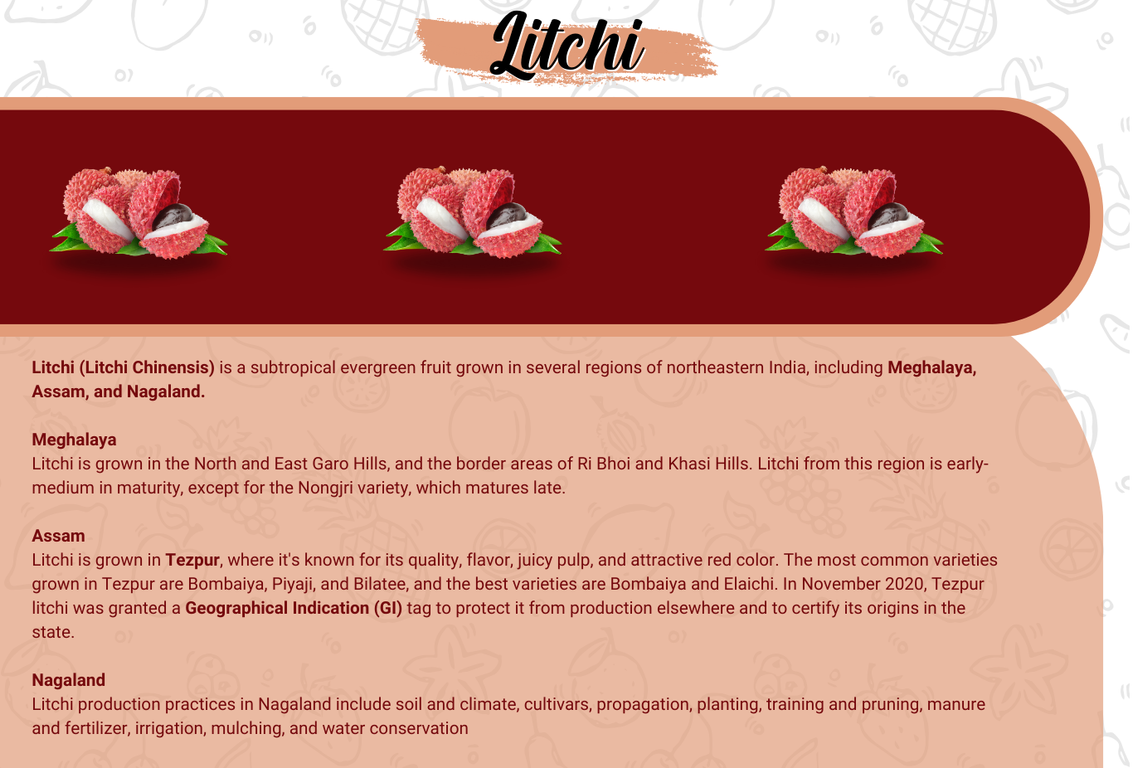 Litchi
Litchi (Litchi Chinensis) is a subtropical evergreen fruit grown in several regions of northeastern India, including Meghalaya,
Assam, and Nagaland.
Meghalaya
Litchi is grown in the North and East Garo Hills, and the border areas of Ri Bhoi and Khasi Hills. Litchi from this region is early-
medium in maturity, except for the Nongjri variety, which matures late.
Assam
Litchi is grown in Tezpur, where it's known for its quality, flavor, juicy pulp, and attractive red color. The most common varieties
grown in Tezpur are Bombaiya, Piyaji, and Bilatee, and the best varieties are Bombaiya and Elaichi. In November 2020, Tezpur
litchi was granted a Geographical Indication (GI) tag to protect it from production elsewhere and to certify its origins in the
state.
Nagaland
Litchi production practices in Nagaland include soil and climate, cultivars, propagation, planting, training and pruning, manure
and fertilizer, irrigation, mulching, and water conservation